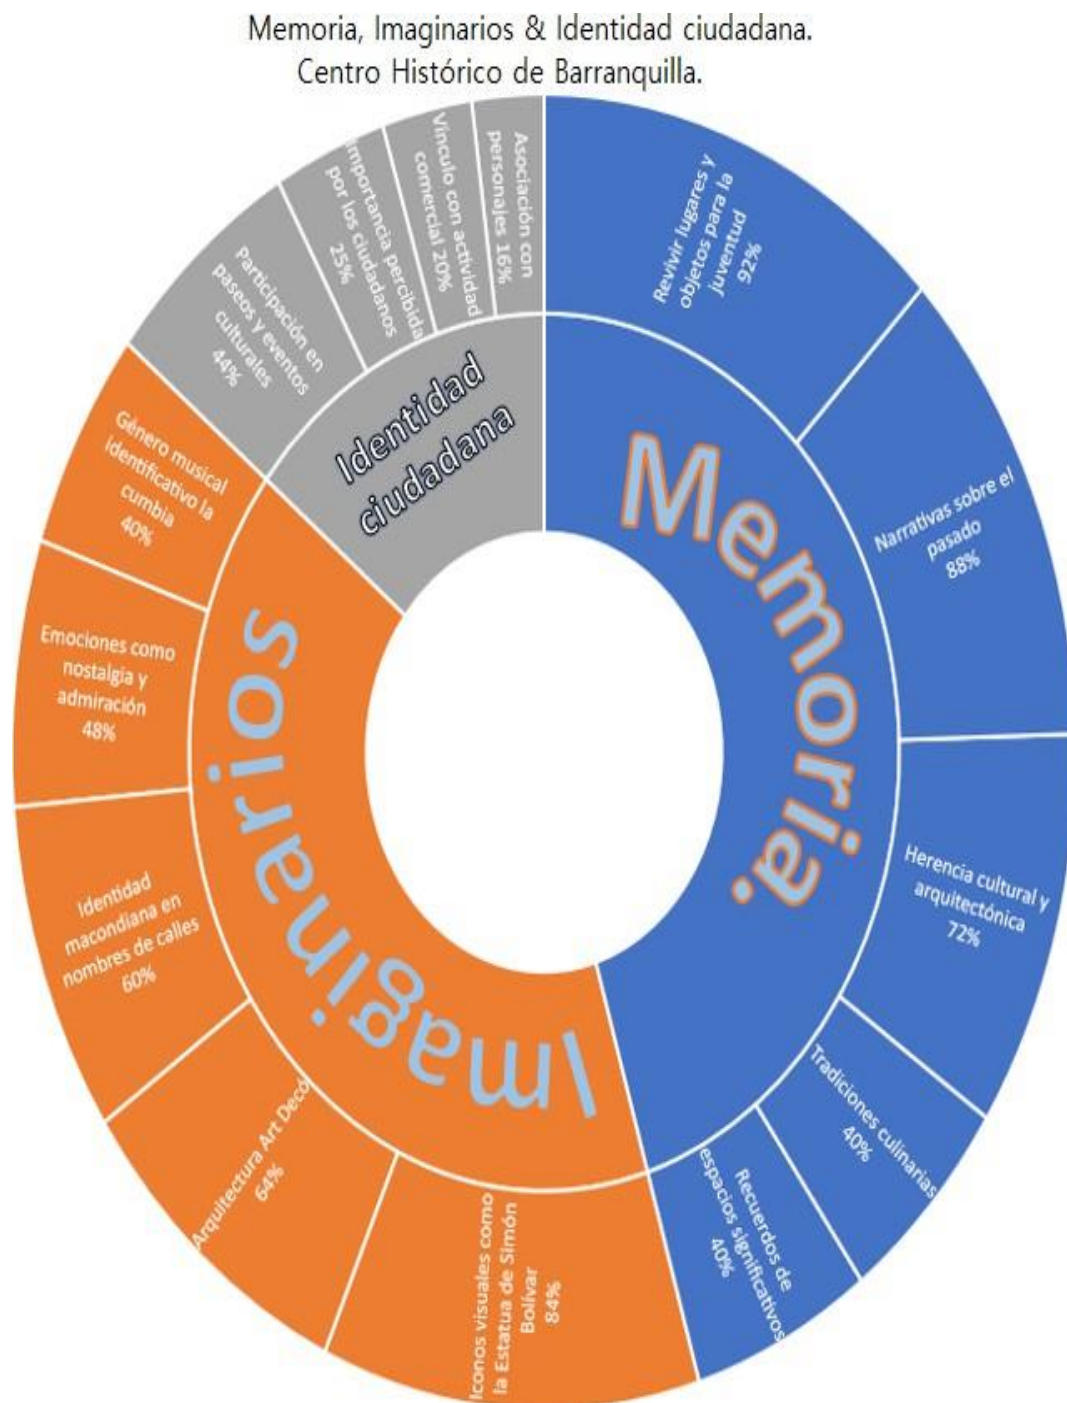 Memoria, Imaginarios & Identidad ciudadana.
Centro Histórico de Barranquilla.
Revivir lugares y
objetos para la
juventud
92%
Narrativas sobre el
pasado
88%
Herencia cultural y
arquitectónica
72%
Tradiciones culinarias
40%
Recuerdos de
espacios significativos
40%
Memoria.
Iconos visuales como
la Estatua de Simón
Bolívar
84%
Arquitectura Art Decó
64%
Identidad
macondiana en
nombres de calles
60%
Emociones como
nostalgia y
admiración
48%
Género musical
identificativo la
cumbia
40%
Imaginarios
Participación en
paseos y eventos
culturales
44%
Importancia percibida
por los ciudadanos
25%
Vínculo con actividad
comercial 20%
Asociación con
personajes 16%
Identidad
ciudadana